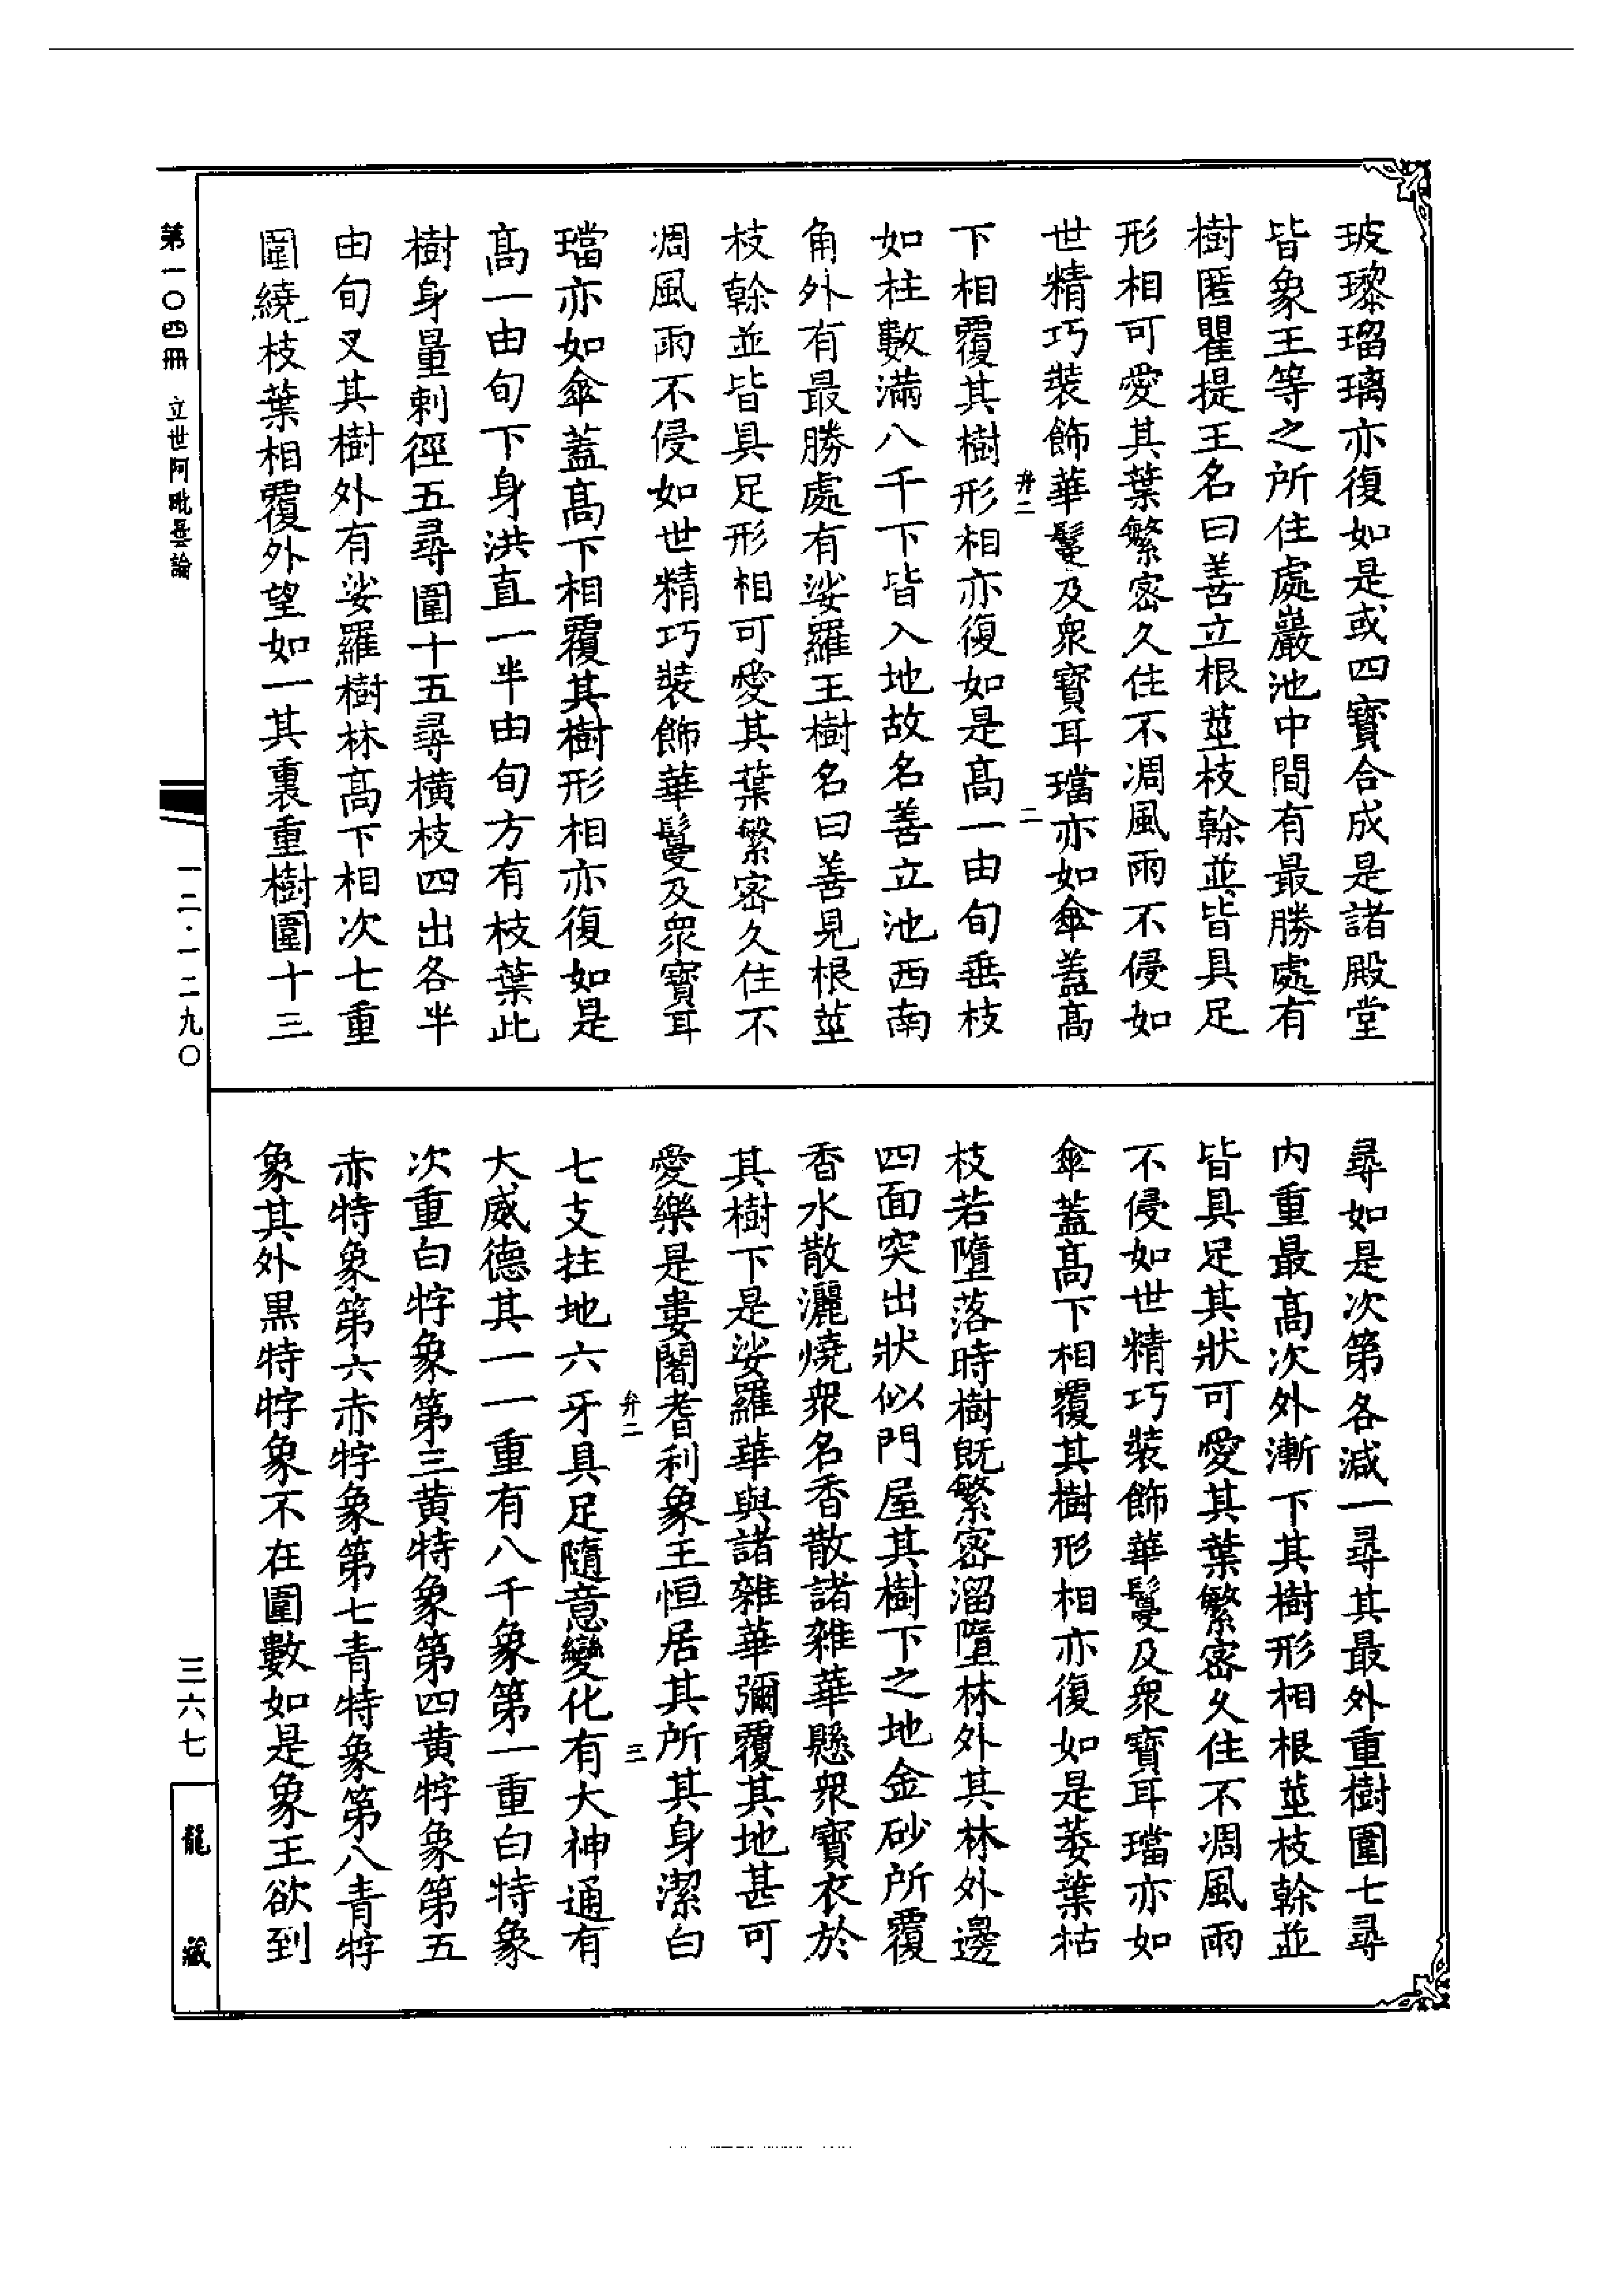 玻瓈瑠璃亦復如是或四寶合成是諸殿堂
皆象王等之所住處巖池中間有最勝處有
樹匿瞿提王名曰善立根莖枝榦並皆具足
形相可愛其葉繁密久住不凋風雨不侵如
世精巧裝飾華鬘及衆寶耳璫亦如傘蓋髙
弁二
二
下相覆其樹形相亦復如是髙一由旬垂枝
如柱數滿八千下皆入地故名善立池西南
角外有最勝處有娑羅王樹名曰善見根莖
枝榦並皆具足形相可愛其葉繁密久住不
凋風雨不侵如世精巧裝飾華鬘及衆寶耳
璫亦如傘蓋髙下相覆其樹形相亦復如是
髙一由旬下身洪直一半由旬方有枝葉此
樹身量剌徑五尋圍十五尋橫枝四出各半
由旬叉其樹外有娑羅樹林髙下相次七重
圍繞枝葉相覆外望如一其裏重樹圍十三
尋如是次第各減一尋其最外重樹圍七尋
内重最髙次外漸下其樹形相根莖枝榦並
皆具足其狀可愛其葉繁密久住不凋風雨
不侵如世精巧裝飾華鬘及衆寶耳璫亦如
傘蓋髙下相覆其樹形相亦復如是萎葉枯
枝若墮落時樹既繁密溜墮林外其林外邊
四面突出狀似門屋其樹下之地金砂所覆
香水散灑燒衆名香散諸雜華懸衆寶衣於
其樹下是娑羅華與諸雜華彌覆其地甚可
愛樂是婁闍耆利象王恒居其所其身潔白
弁二
三
七支拄地六牙具足隨意變化有大神通有
大威德其一一重有八千象第一重白特象
次重白牸象第三黄特象第四黄牸象第五
赤特象第六赤牸象第七青特象第八青牸
象其外黒特牸象不在圍數如是象王欲到
第一〇四冊 立世阿毗曇論
一二·一二九〇
三六七
龍藏